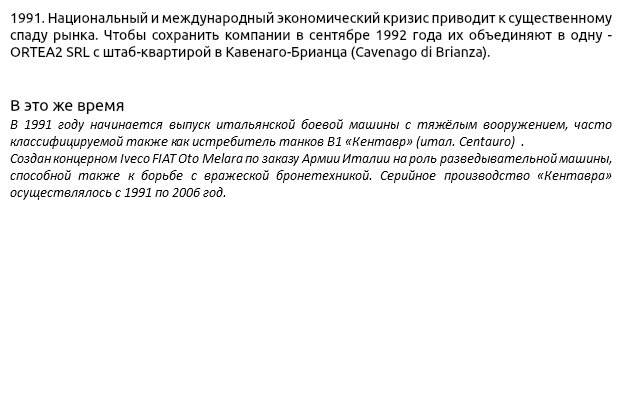 1991. Национальный и международный экономический кризис приводит к существенному
спаду рынка. Чтобы сохранить компании в сентябре 1992 года их объединяют в одну -
ORTEA2 SRL с штаб-квартирой в Кавенаго-Брианца (Cavenago di Brianza).
В это же время
В 1991 году начинается выпуск итальянской боевой машины с тяжёлым вооружением, часто
классифицируемой также как истребитель танков B1 «Кентавр» (итал. Centauro) .
Создан концерном Iveco FIAT Oto Melara по заказу Армии Италии на роль разведывательной машины,
способной также к борьбе с вражеской бронетехникой. Серийное производство «Кентавра»
осуществлялось с 1991 по 2006 год.